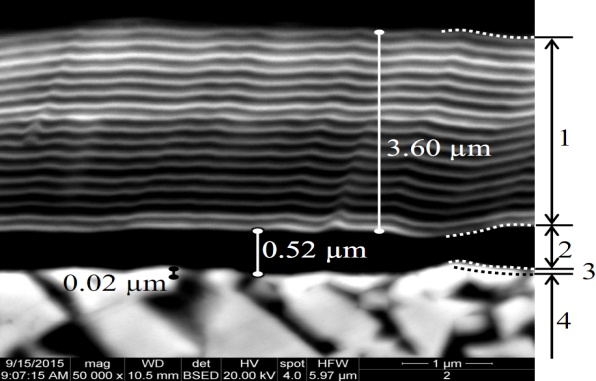 1
3.60 μm
0.52 μm
2
0.02 μm
3
4
9/15/2015 mag WD det HV spot HFW 1 μm
9:07:15 AM 50 000 x 10.5 mm BSED 20.00 kV 4.0 5.97 μm 2